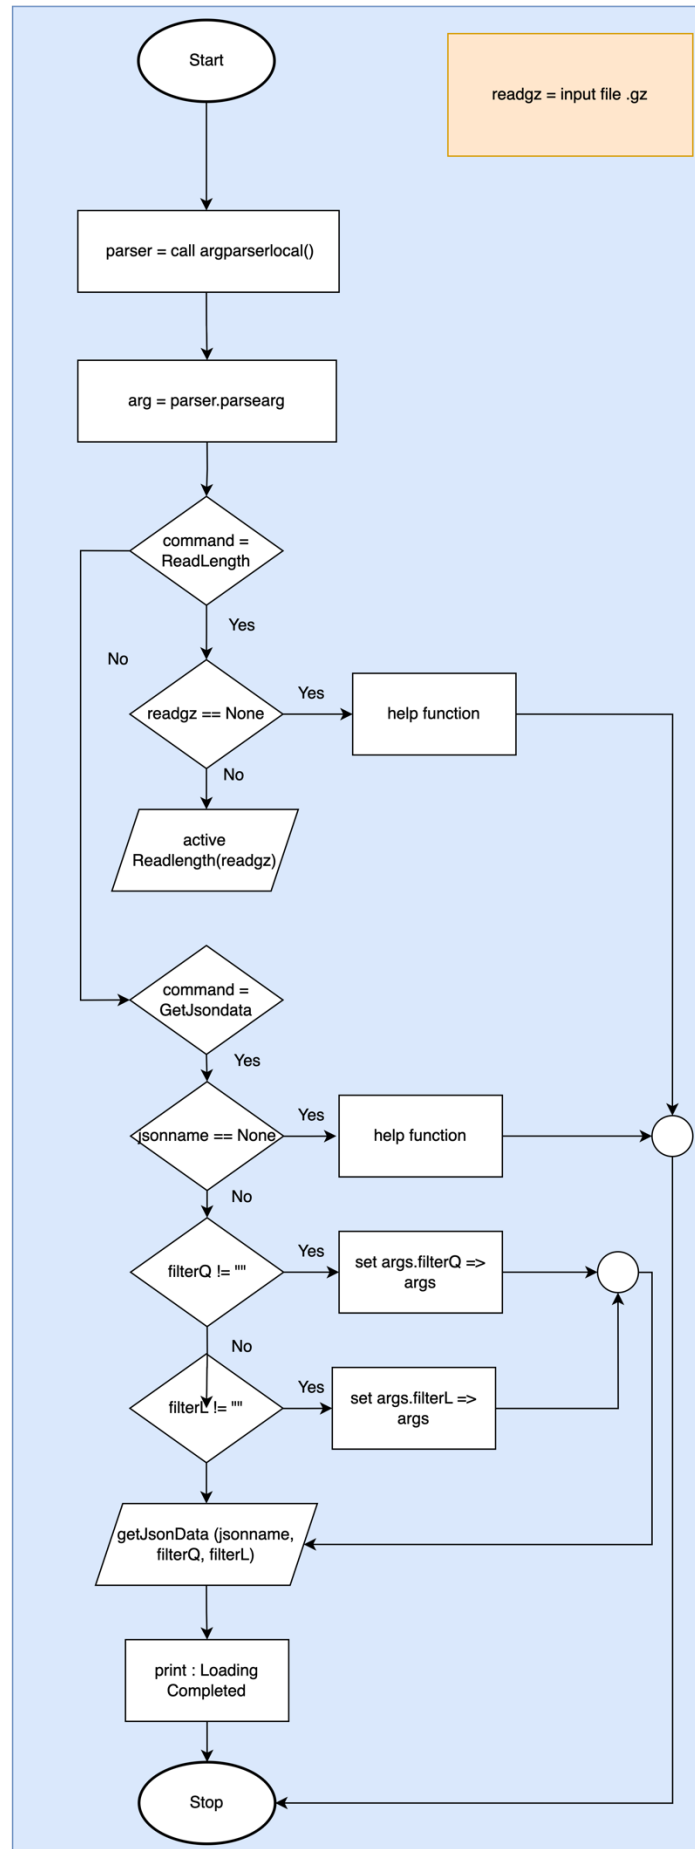 Start
readgz = input file .gz
parser = call argparserlocal()
arg = parser.parsearg
command =
ReadLength
Yes
No
readgz == None
Yes
help function
No
active
Readlength(readgz)
command =
GetJsondata
Yes
jsonname == None
Yes
help function
No
filterQ != ""
Yes
set args.filterQ =>
args
No
filterL != ""
Yes
set args.filterL =>
args
getJsonData (jsonname,
filterQ, filterL)
print : Loading
Completed
Stop